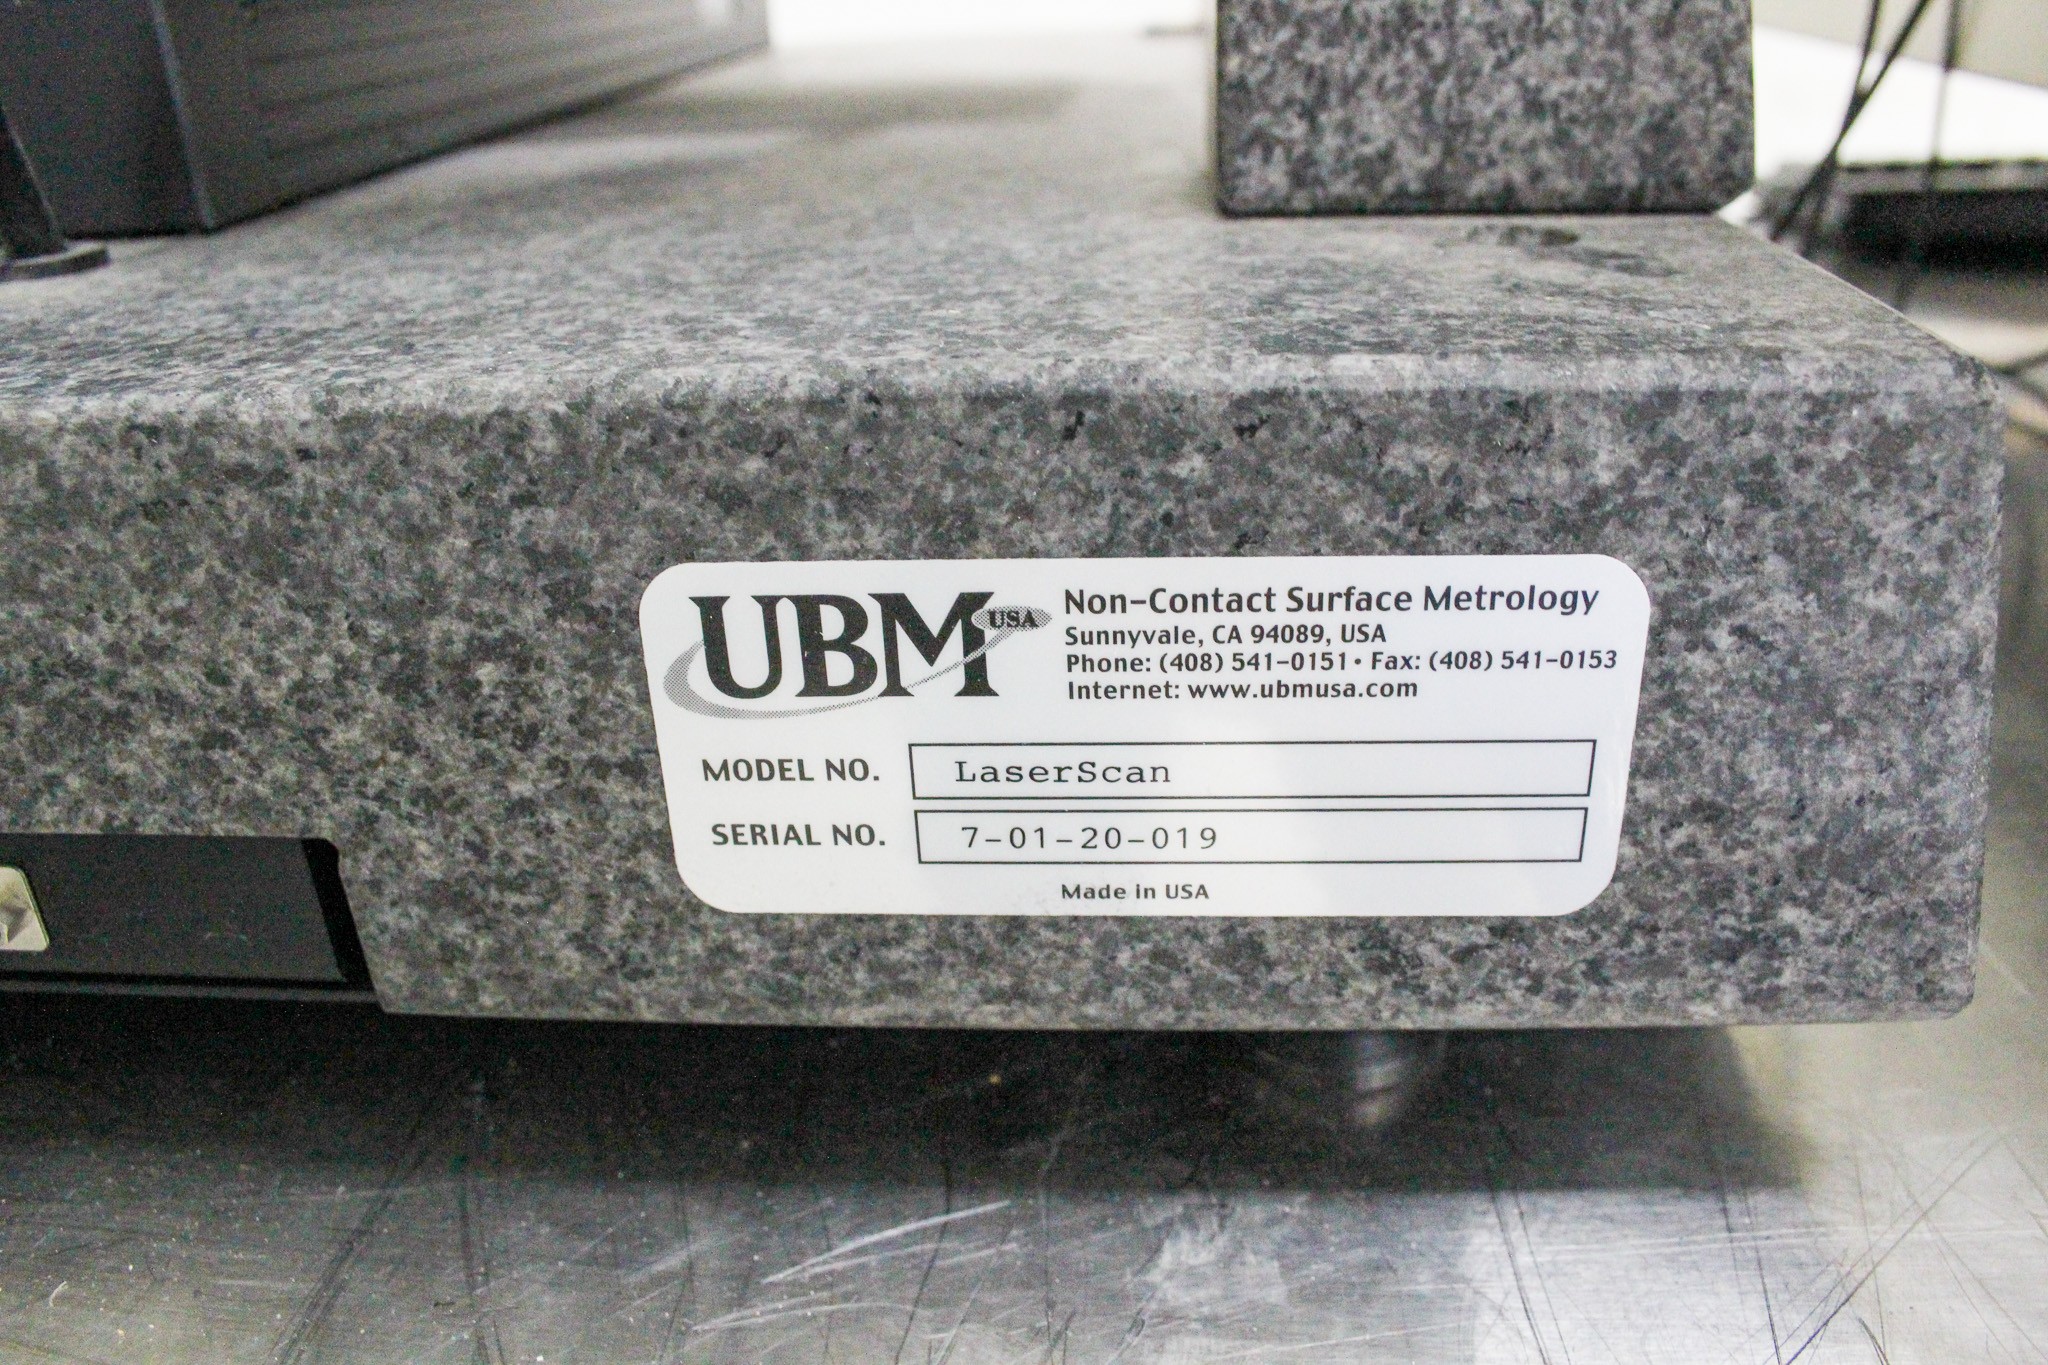 UBM USA
Non-Contact Surface Metrology
Sunnyvale, CA 94089, USA
Phone: (408) 541-0151 • Fax: (408) 541-0153
Internet: www.ubmusa.com
MODEL NO. LaserScan
SERIAL NO. 7-01-20-019
Made in USA